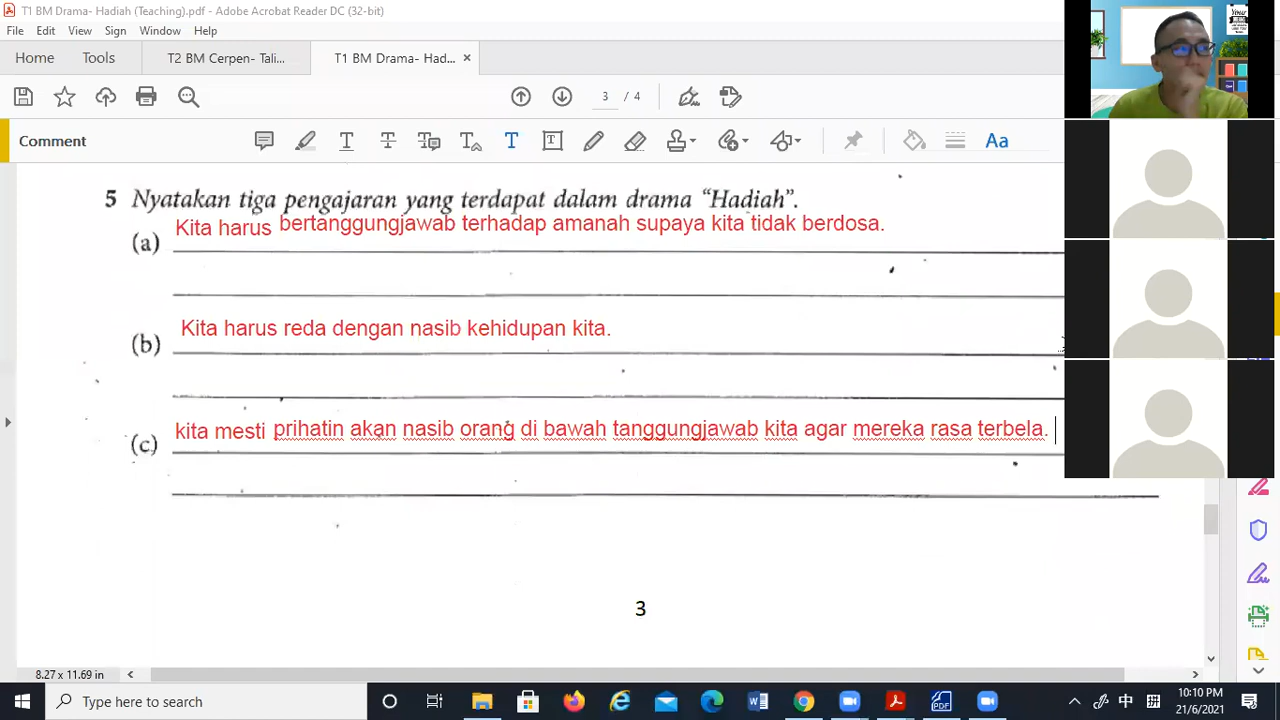 T1 BM Drama- Hadiah (Teaching).pdf - Adobe Acrobat Reader DC (32-bit)
File Edit View Sign Window Help
Home Tools T2 BM Cerpen- Tali... T1 BM Drama- Had... ×
3 / 4
Comment
5 Nyatakan tiga pengajaran yang terdapat dalam drama “Hadiah”.
Kita harus bertanggungjawab terhadap amanah supaya kita tidak berdosa.
(a)
Kita harus reda dengan nasib kehidupan kita.
(b)
kita mesti prihatin akan nasib orang di bawah tanggungjawab kita agar mereka rasa terbela.
(c)
3
8.27 x 11.69 in
Type here to search
中 拼
10:10 PM
21/6/2021